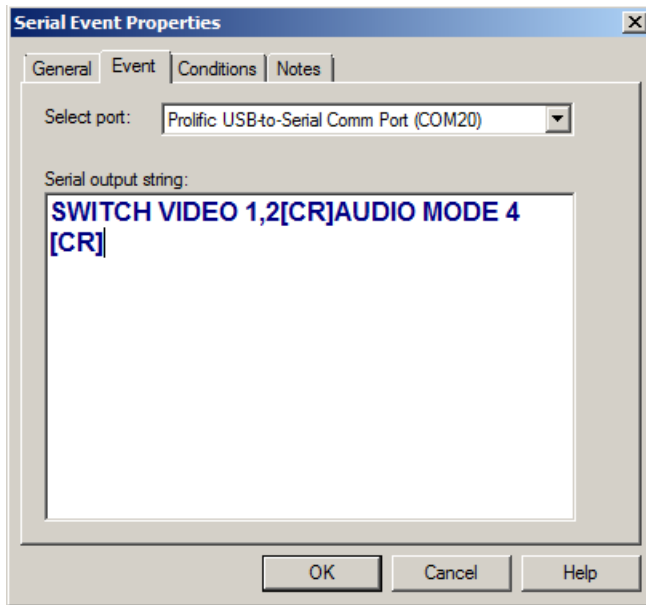 Serial Event Properties
General Event Conditions Notes
Select port: Prolific USB-to-Serial Comm Port (COM20)
Serial output string:
SWITCH VIDEO 1,2[CR]AUDIO MODE 4
[CR]
OK Cancel Help